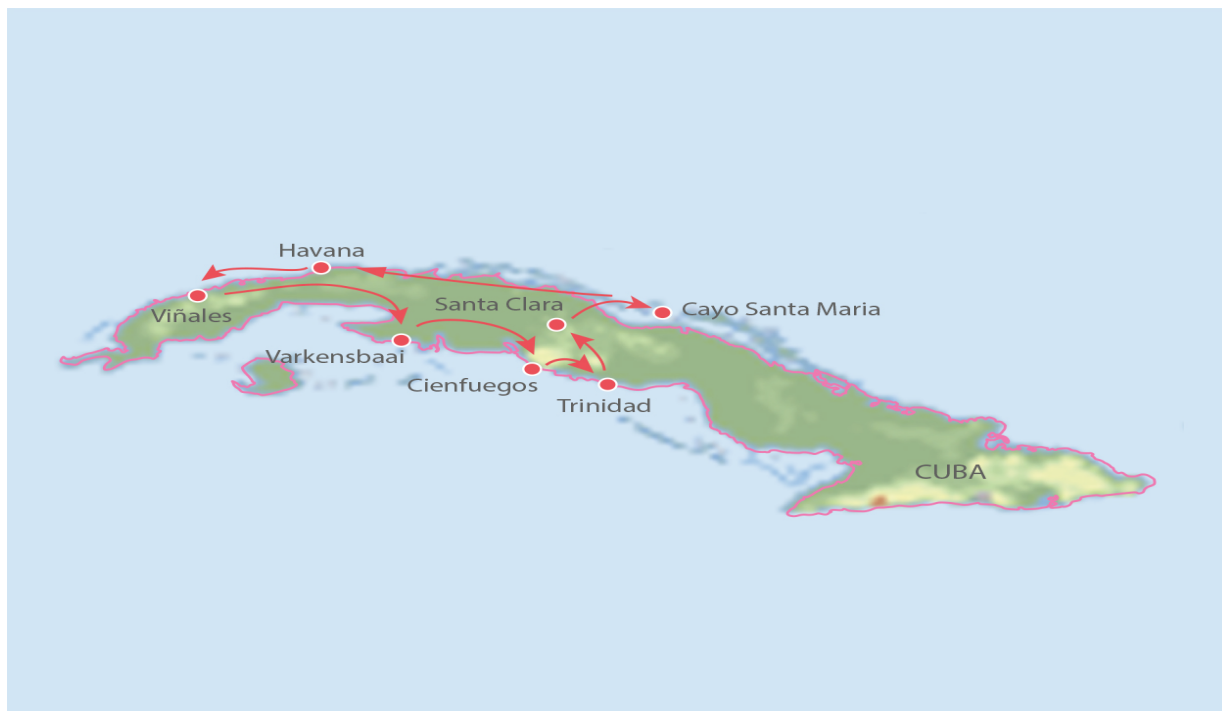 Havana
Santa Clara
Cayo Santa Maria
Viñales
Varkensbaai
Cienfuegos
Trinidad
CUBA